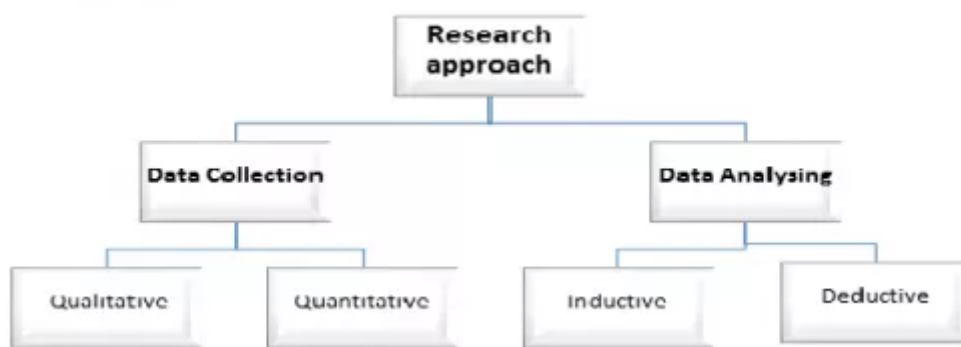 Research
approach
Data Collection
Data Analysing
Qualitative
Quantitative
Inductive
Deductive